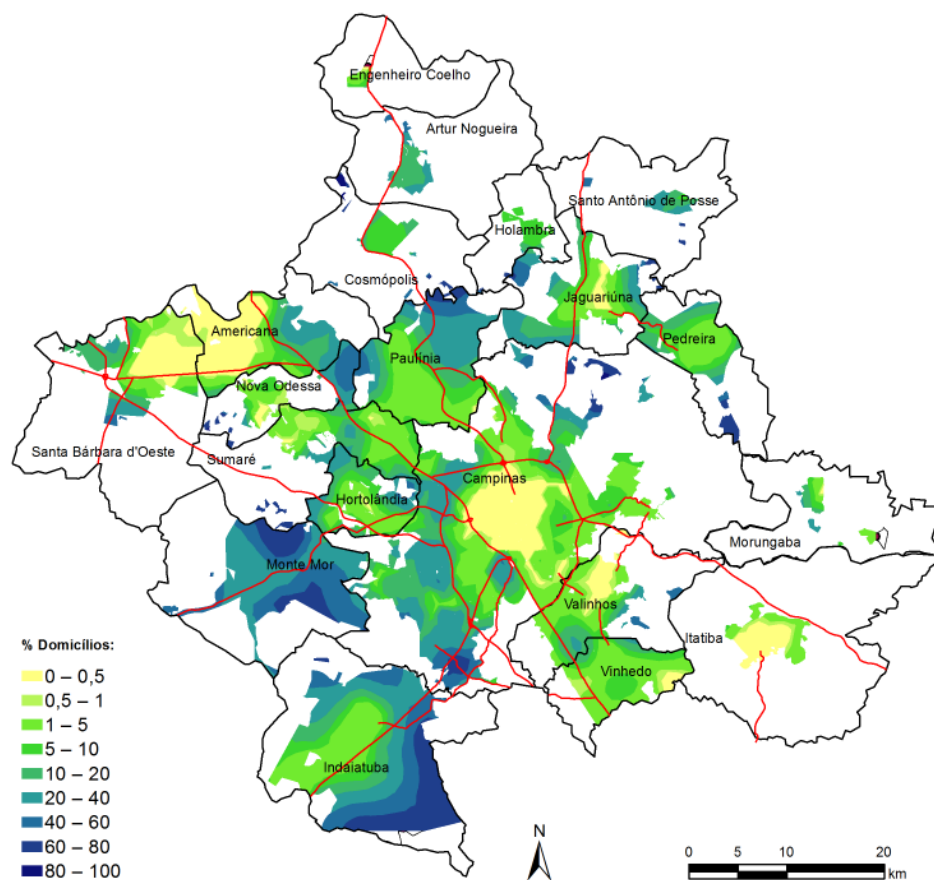 Engenheiro Coelho
Artur Nogueira
Santo Antônio de Posse
Holambra
Cosmópolis
Jaguariúna
Americana
Pedreira
Paulínia
Nova Odessa
Santa Bárbara d'Oeste
Sumaré
Campinas
Hortolândia
Morungaba
Monte Mor
Valinhos
Itatiba
Vinhedo
Indaiatuba
% Domicílios:
0 – 0,5
0,5 – 1
1 – 5
5 – 10
10 – 20
20 – 40
40 – 60
60 – 80
80 – 100
N
0 5 10 20
km